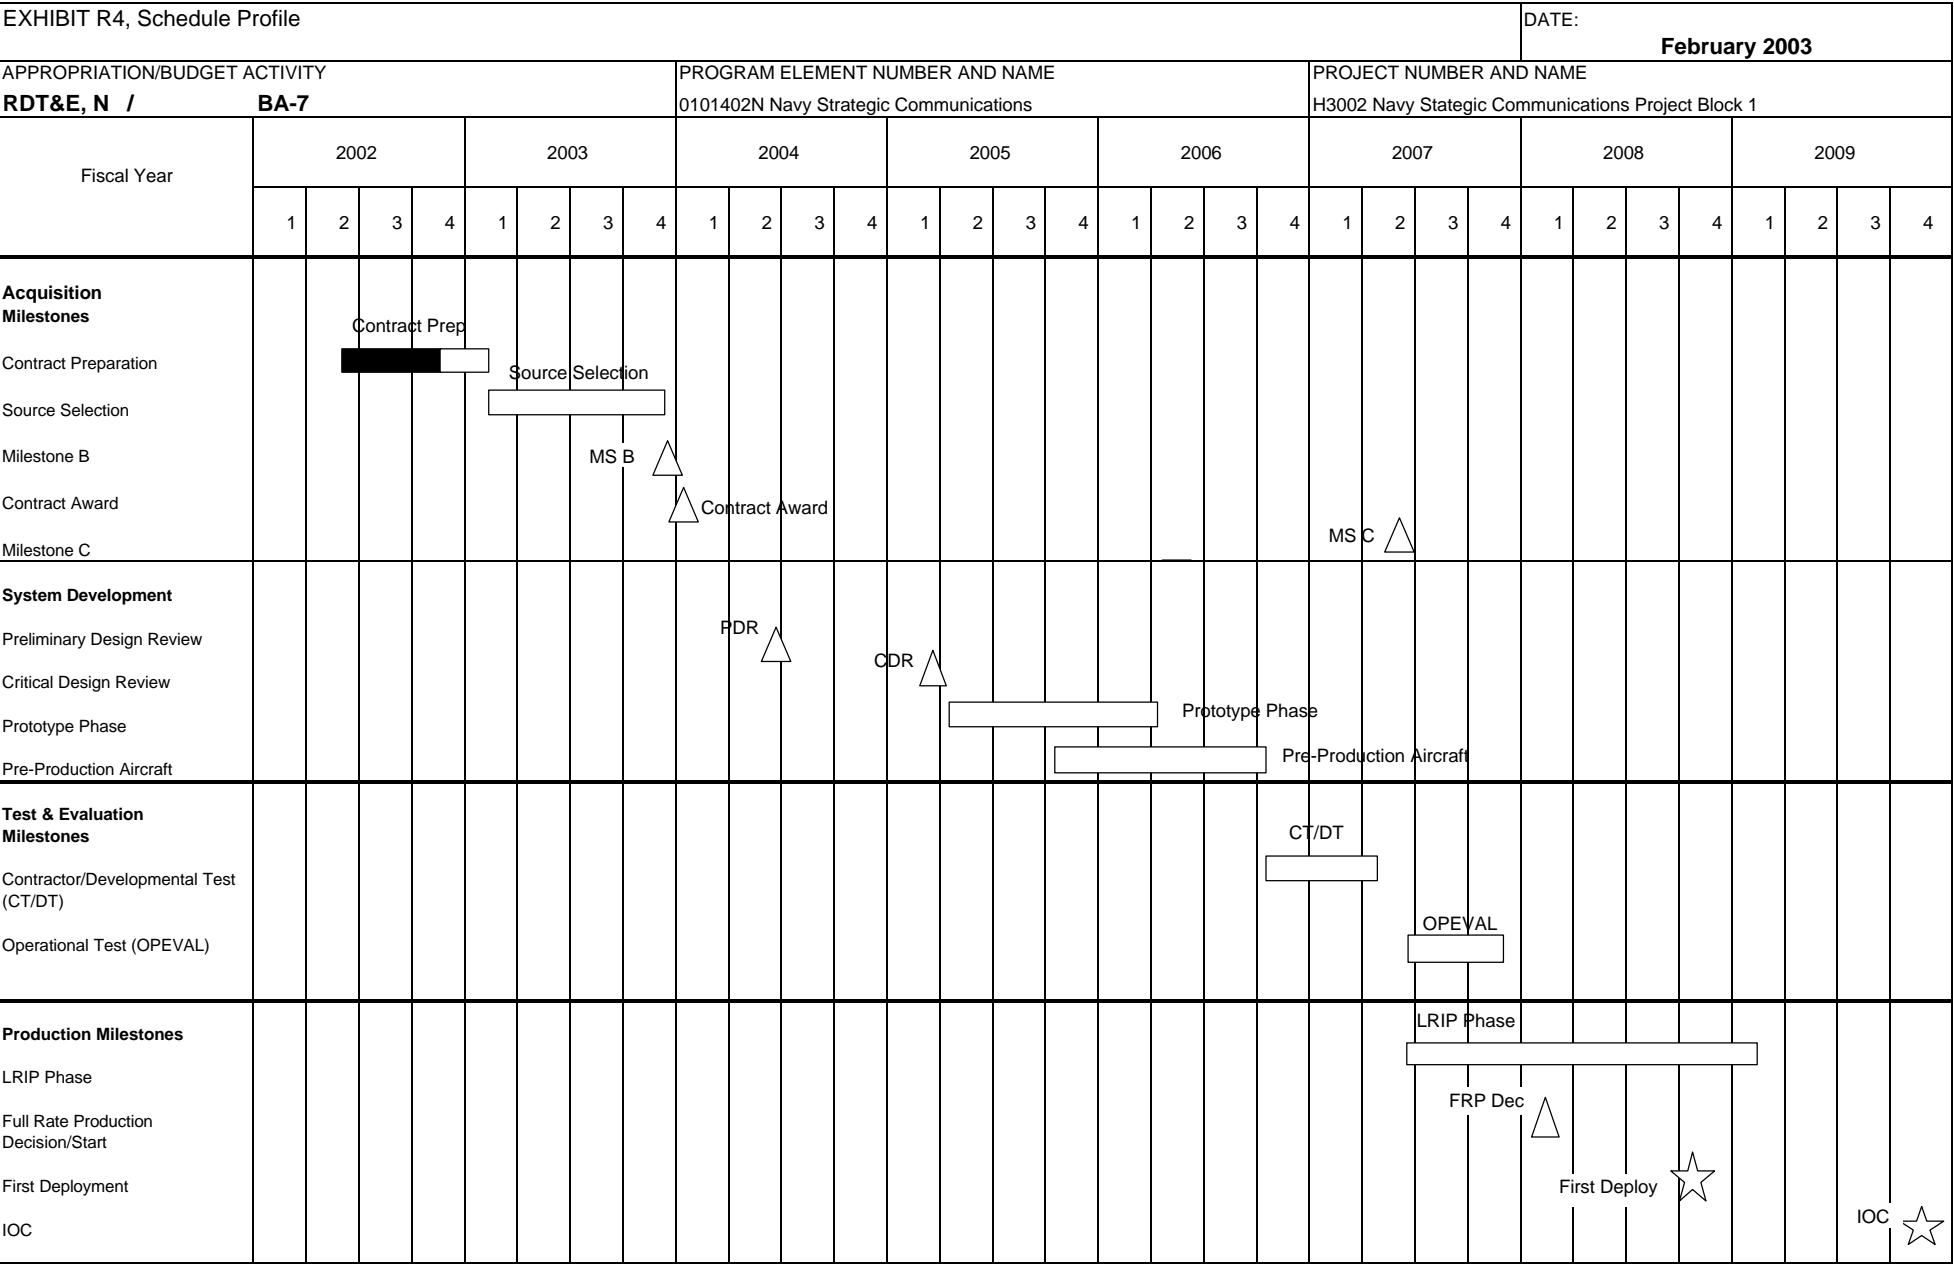 EXHIBIT R4, Schedule Profile
DATE:
February 2003
APPROPRIATION/BUDGET ACTIVITY
PROGRAM ELEMENT NUMBER AND NAME
PROJECT NUMBER AND NAME
RDT&E, N / BA-7
0101402N Navy Strategic Communications
H3002 Navy Stategic Communications Project Block 1
Fiscal Year
2002 2003 2004 2005 2006 2007 2008 2009
1 2 3 4 1 2 3 4 1 2 3 4 1 2 3 4 1 2 3 4 1 2 3 4 1 2 3 4 1 2 3 4
Acquisition
Milestones
Contract Prep
Contract Preparation
Source Selection
Source Selection
Milestone B
MS B
Contract Award
Contract Award
MS C
Milestone C
System Development
PDR
Preliminary Design Review
CDR
Critical Design Review
Prototype Phase
Prototype Phase
Pre-Production Aircraft
Pre-Production Aircraft
Test & Evaluation
Milestones
CT/DT
Contractor/Developmental Test
(CT/DT)
OPEVAL
Operational Test (OPEVAL)
LRIP Phase
Production Milestones
LRIP Phase
FRP Dec
Full Rate Production
Decision/Start
First Deployment
First Deploy
IOC
IOC